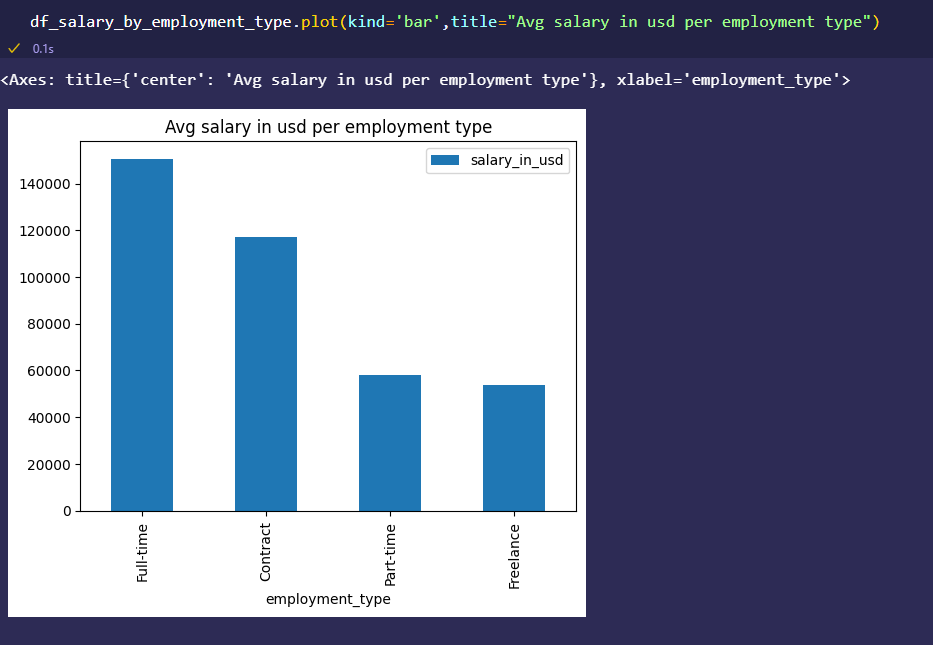 df_salary_by_employment_type.plot(kind='bar',title="Avg salary in usd per employment type")
0.1s
<Axes: title={'center': 'Avg salary in usd per employment type'}, xlabel='employment_type'>
Avg salary in usd per employment type
salary_in_usd
140000
120000
100000
80000
60000
40000
20000
0
Full-time
Contract
Part-time
Freelance
employment_type